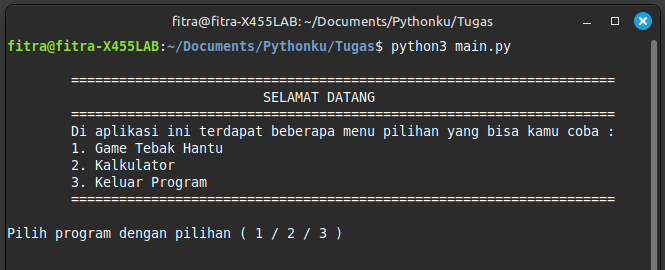 fitra@fitra-X455LAB: ~/Documents/Pythonku/Tugas
fitra@fitra-X455LAB:~/Documents/Pythonku/Tugas$ python3 main.py
====================================================================
SELAMAT DATANG
====================================================================
Di aplikasi ini terdapat beberapa menu pilihan yang bisa kamu coba :
1. Game Tebak Hantu
2. Kalkulator
3. Keluar Program
====================================================================
Pilih program dengan pilihan ( 1 / 2 / 3 )